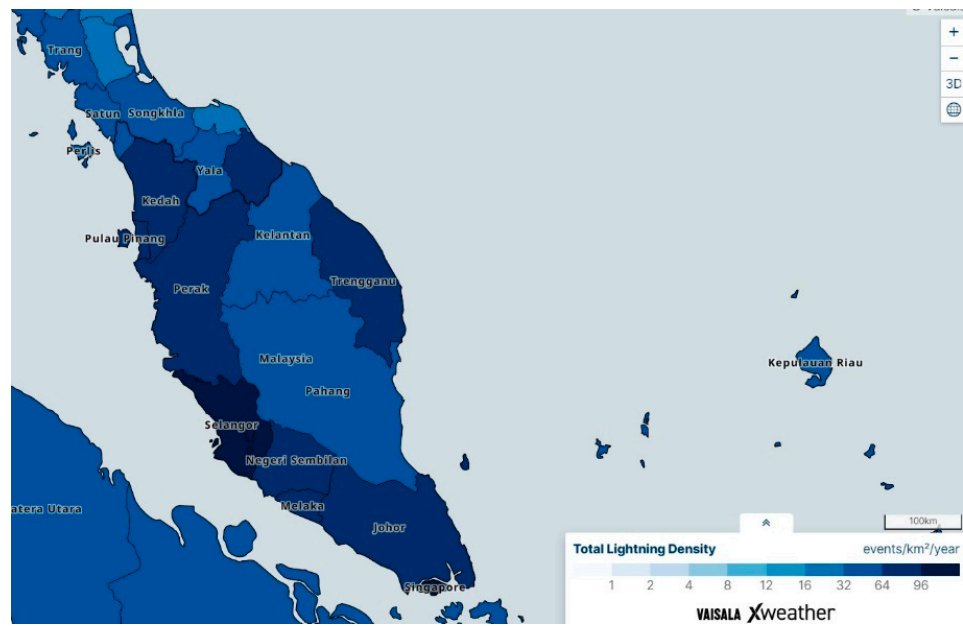 Trang
+
−
3D
Satun
Songkhla
Perlis
Yala
Kedah
Pulau Pinang
Kelantan
Trengganu
Perak
Malaysia
Kepulauan Riau
Pahang
Selangor
Negeri Sembilan
Melaka
atera Utara
Johor
100km
Total Lightning Density events/km²/year
1 2 4 8 12 16 32 64 96
Singapore
VAISALA Xweather